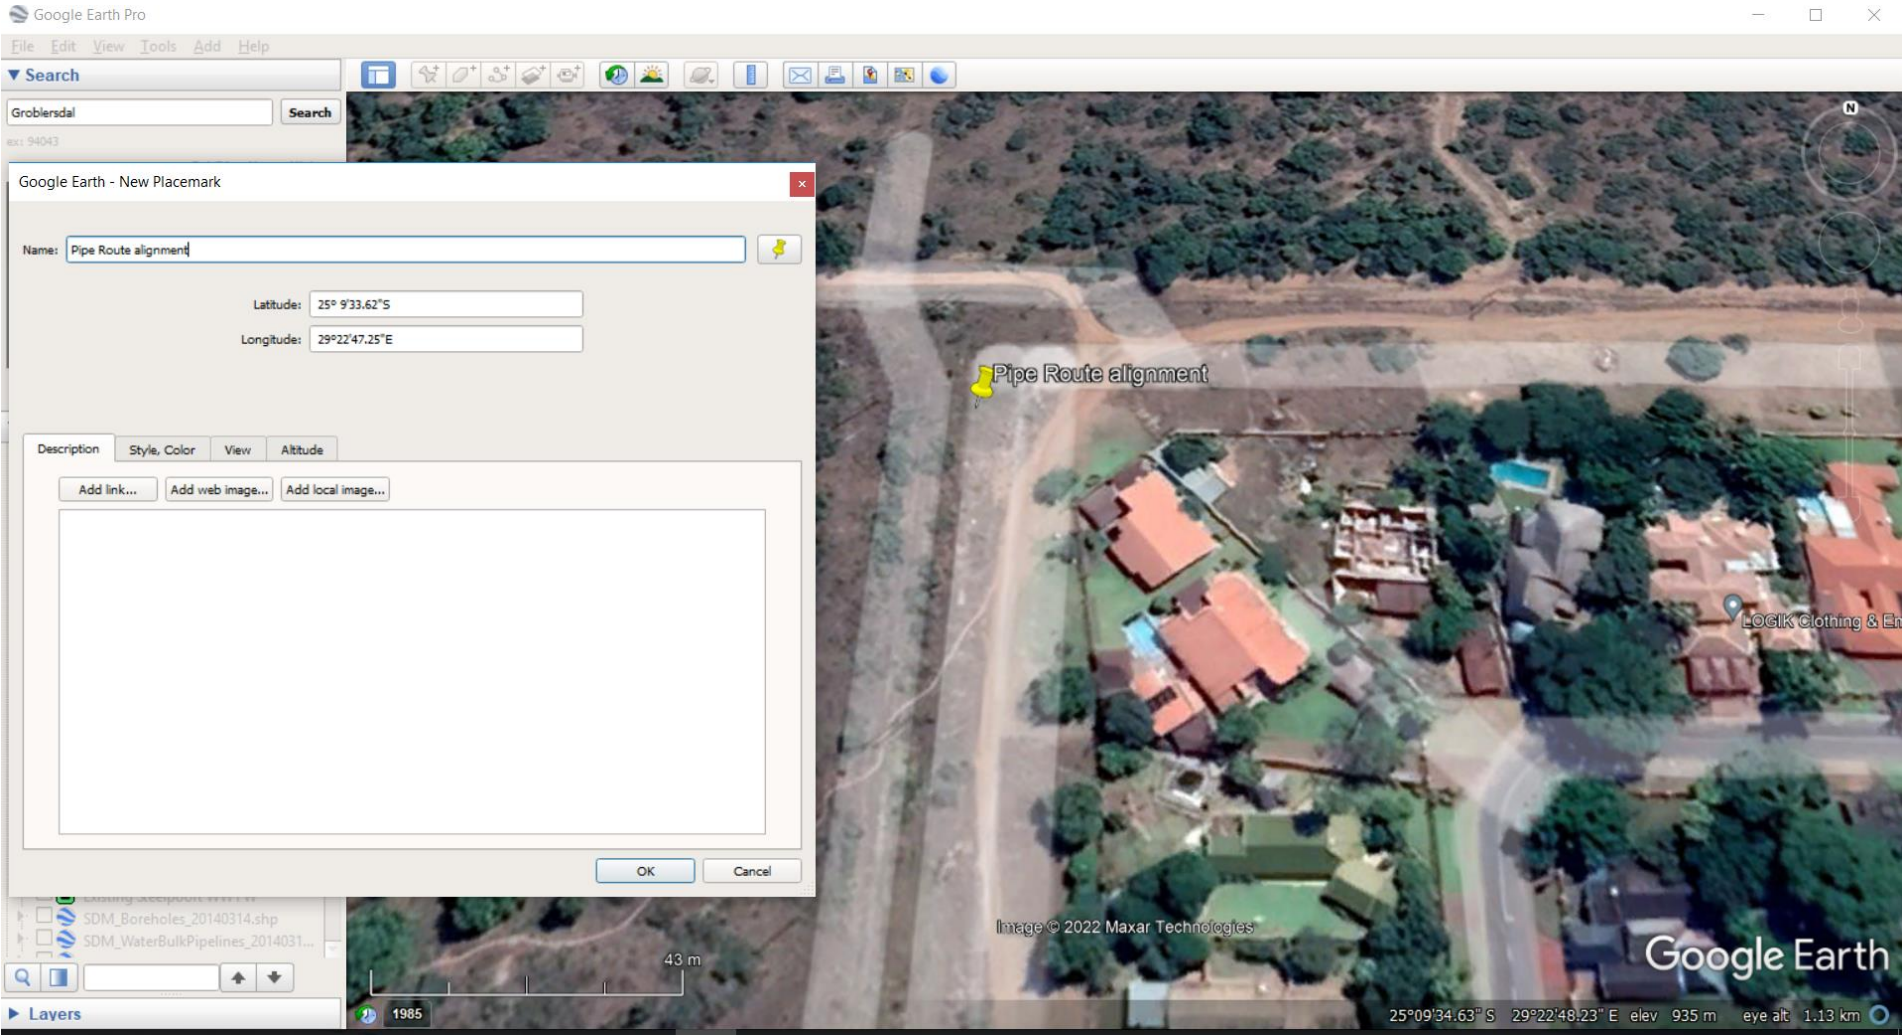 Google Earth Pro
File Edit View Tools Add Help
Search
Groblersdal
Search
ex: 94043
Google Earth - New Placemark
Name: Pipe Route alignment
Latitude: 25° 9'33.62"S
Longitude: 29°22'47.25"E
Description Style, Color View Altitude
Add link... Add web image... Add local image...
OK Cancel
SDM_Boreholes_20140314.shp
SDM_WaterBulkPipelines_2014031...
Layers
N
Pipe Route alignment
LOGIK Clothing & En
Image © 2022 Maxar Technologies
43 m
Google Earth
1985
25°09'34.63" S 29°22'48.23" E elev 935 m eye alt 1.13 km